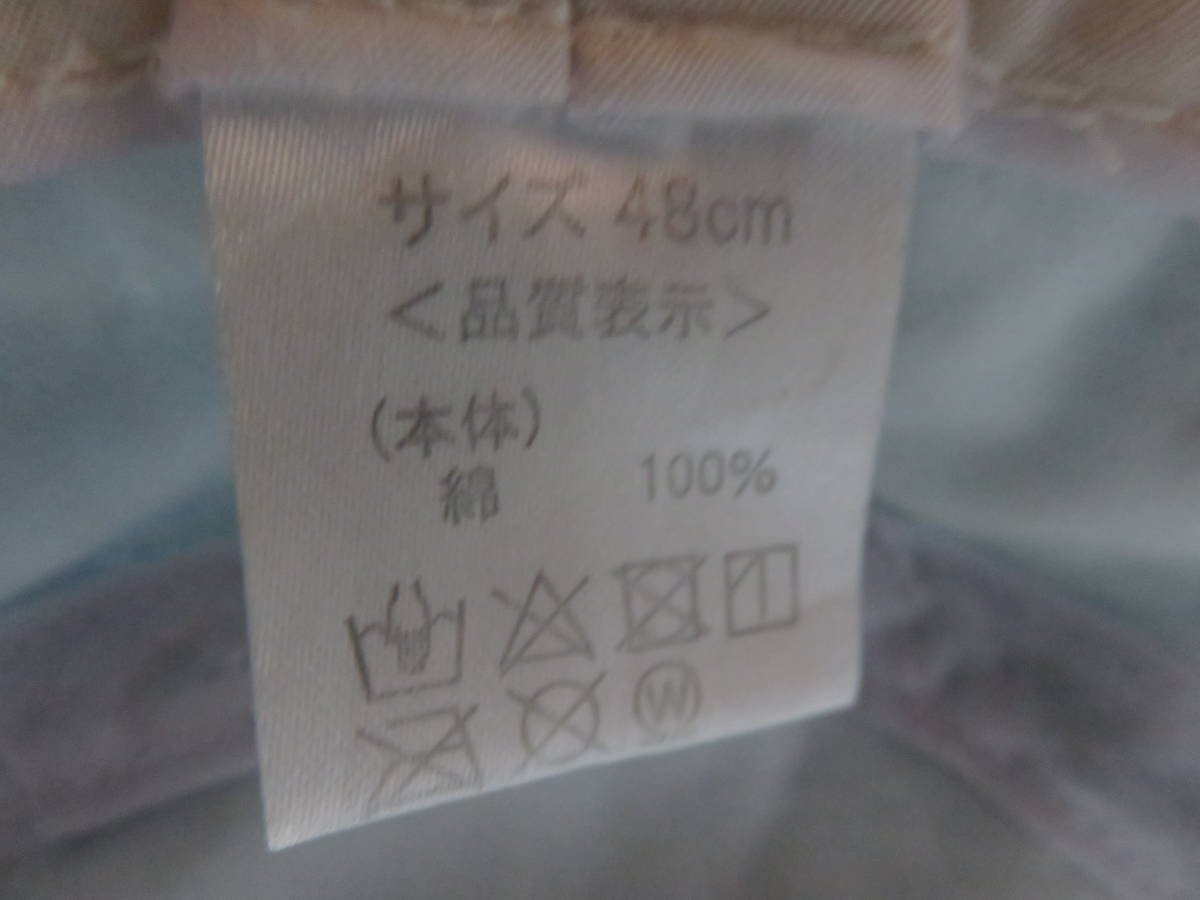 サイズ 48cm
＜品質表示＞
(本体)
綿 100%
W